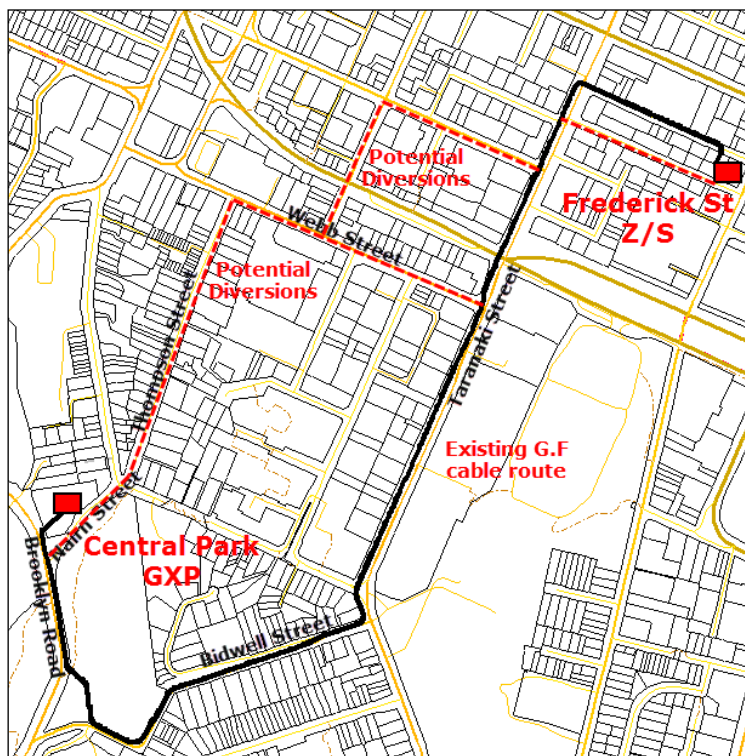 Potential
Diversions
Frederick St
Z/S
Webb Street
Potential
Diversions
Thompson Street
Taranaki Street
Existing G.F
cable route
Nairn Street
Central Park
GXP
Brooklyn Road
Bidwell Street